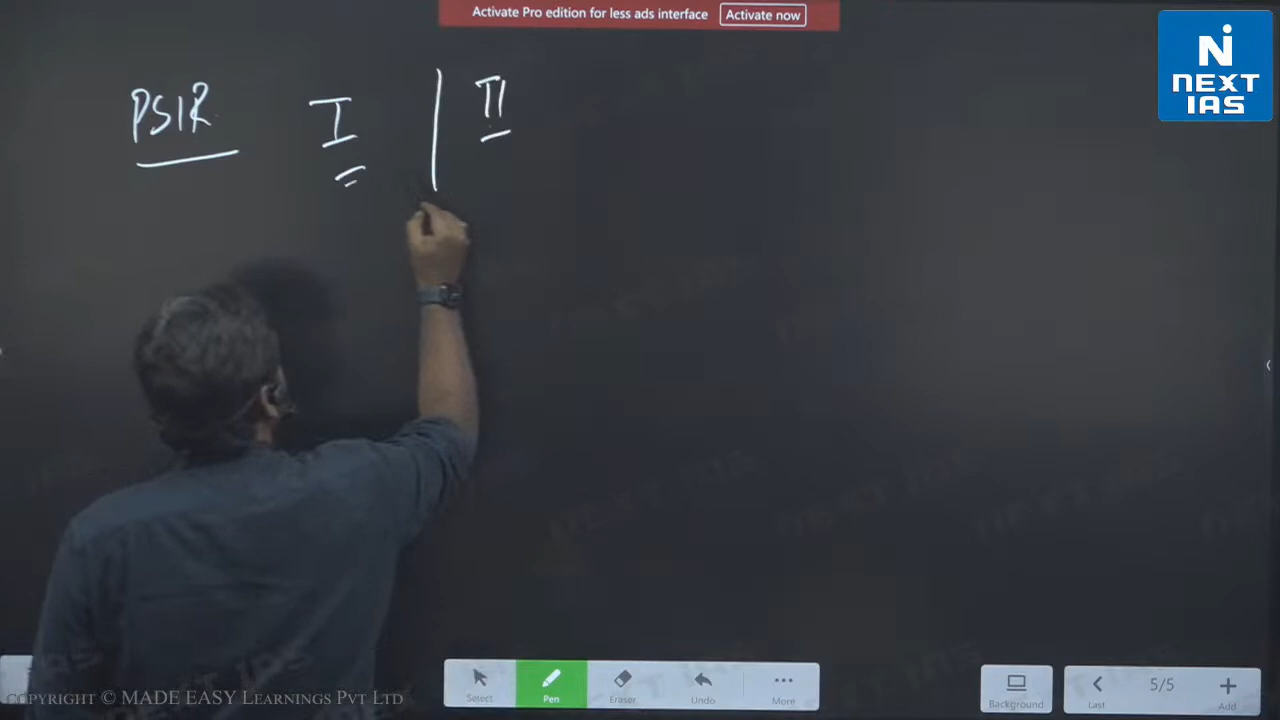 Activate Pro edition for less ads interface Activate now
NEXT
IAS
PSIR I | II
Select Pen Eraser Undo More
Background Last 5/5 Add
COPYRIGHT © MADE EASY LEARNINGS PVT LTD